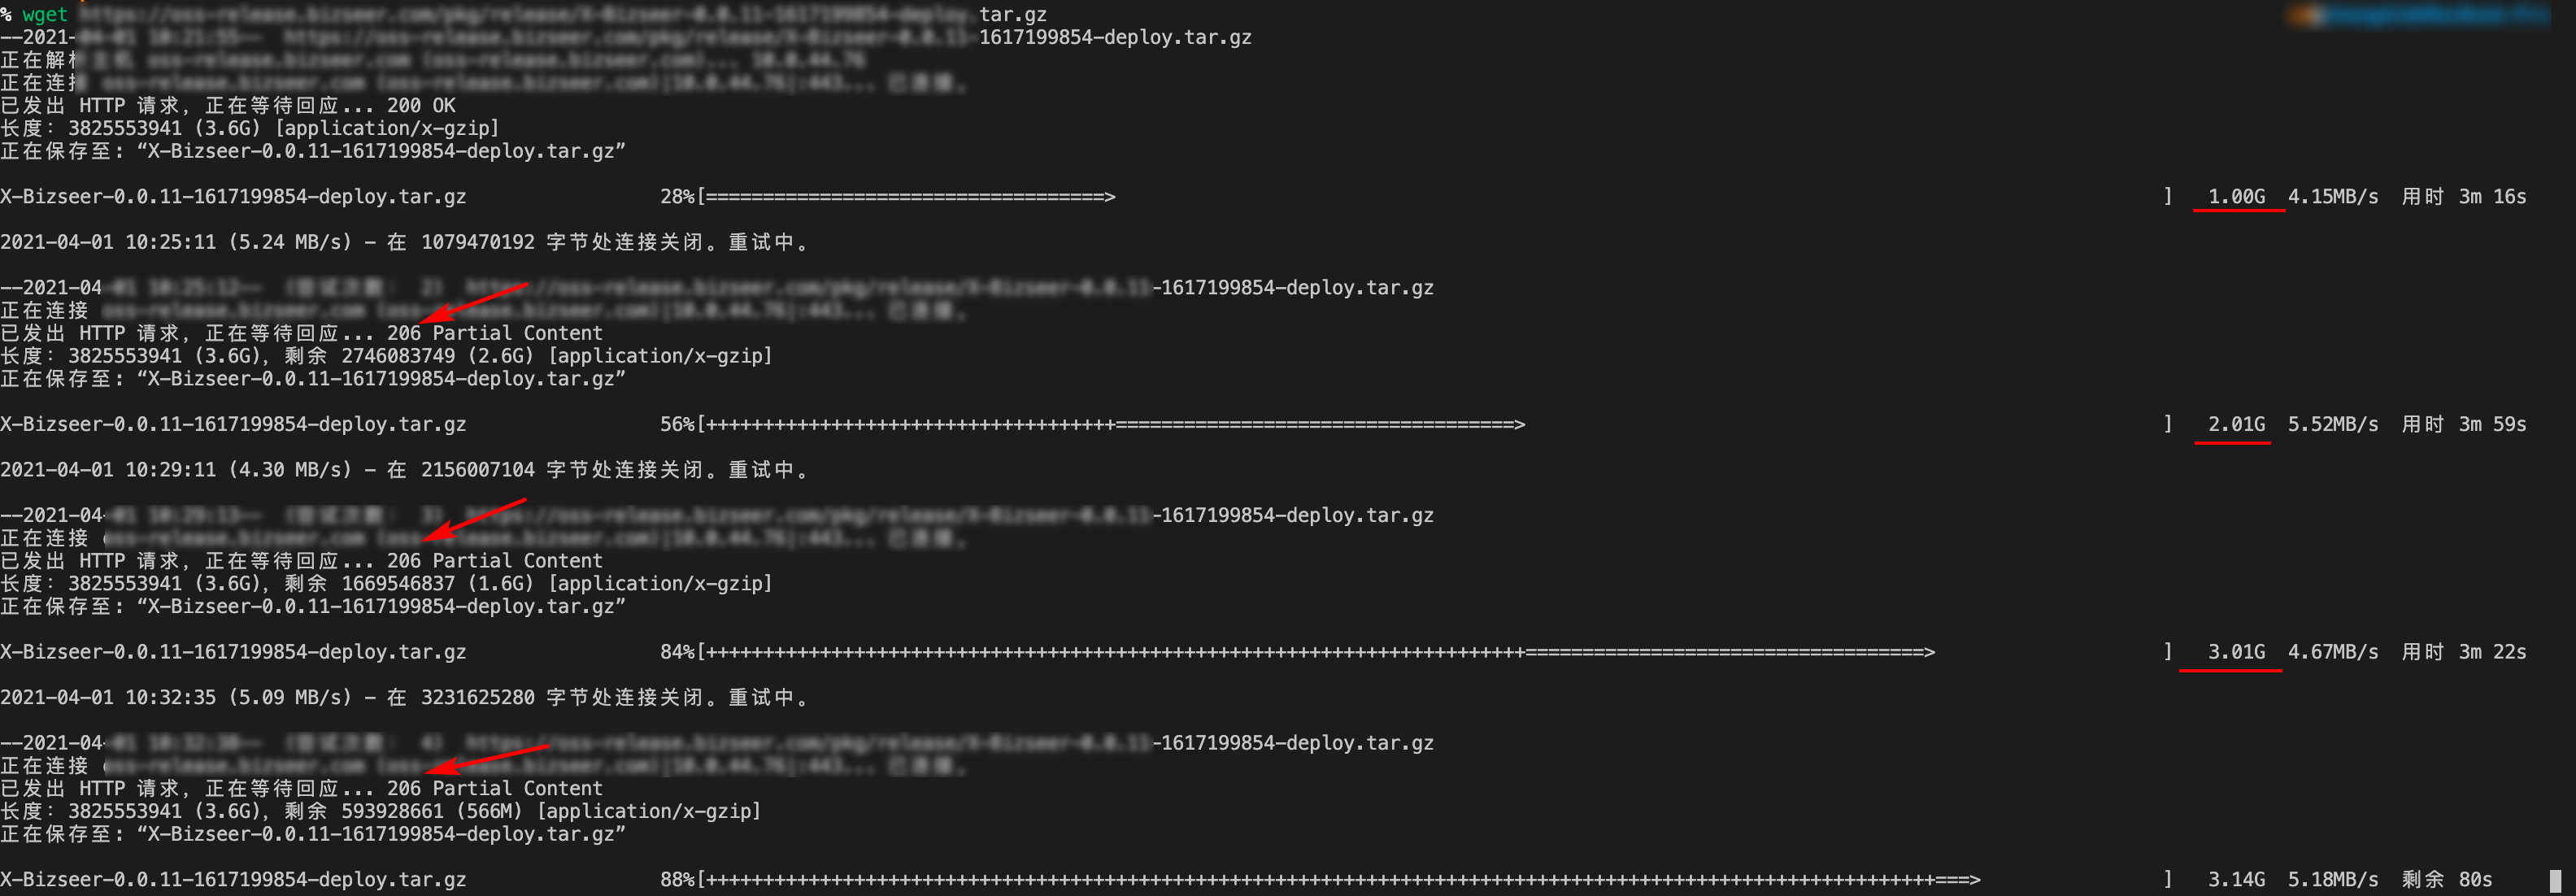 % wget tar.gz
--2021- 1617199854-deploy.tar.gz
正在解
正在连接
已发出 HTTP 请求，正在等待回应... 200 OK
长度：3825553941 (3.6G) [application/x-gzip]
正在保存至: “X-Bizseer-0.0.11-1617199854-deploy.tar.gz”
X-Bizseer-0.0.11-1617199854-deploy.tar.gz 28%[===================================>                                                                                            ] 1.00G 4.15MB/s 用时 3m 16s
2021-04-01 10:25:11 (5.24 MB/s) - 在 1079470192 字节处连接关闭。重试中。
--2021-04 -1617199854-deploy.tar.gz
正在连接
已发出 HTTP 请求，正在等待回应... 206 Partial Content
长度：3825553941 (3.6G)，剩余 2746083749 (2.6G) [application/x-gzip]
正在保存至: “X-Bizseer-0.0.11-1617199854-deploy.tar.gz”
X-Bizseer-0.0.11-1617199854-deploy.tar.gz 56%[++++++++++++++++++++++++++++++++++++===================================>                                                        ] 2.01G 5.52MB/s 用时 3m 59s
2021-04-01 10:29:11 (4.30 MB/s) - 在 2156007104 字节处连接关闭。重试中。
--2021-04 -1617199854-deploy.tar.gz
正在连接
已发出 HTTP 请求，正在等待回应... 206 Partial Content
长度：3825553941 (3.6G)，剩余 1669546837 (1.6G) [application/x-gzip]
正在保存至: “X-Bizseer-0.0.11-1617199854-deploy.tar.gz”
X-Bizseer-0.0.11-1617199854-deploy.tar.gz 84%[++++++++++++++++++++++++++++++++++++++++++++++++++++++++++++++++++++++++===================================>                    ] 3.01G 4.67MB/s 用时 3m 22s
2021-04-01 10:32:35 (5.09 MB/s) - 在 3231625280 字节处连接关闭。重试中。
--2021-04 -1617199854-deploy.tar.gz
正在连接
已发出 HTTP 请求，正在等待回应... 206 Partial Content
长度：3825553941 (3.6G)，剩余 593928661 (566M) [application/x-gzip]
正在保存至: “X-Bizseer-0.0.11-1617199854-deploy.tar.gz”
X-Bizseer-0.0.11-1617199854-deploy.tar.gz 88%[++++++++++++++++++++++++++++++++++++++++++++++++++++++++++++++++++++++++++++++++++++++++++++++++++++++++++++===>                ] 3.14G 5.18MB/s 剩余 80s